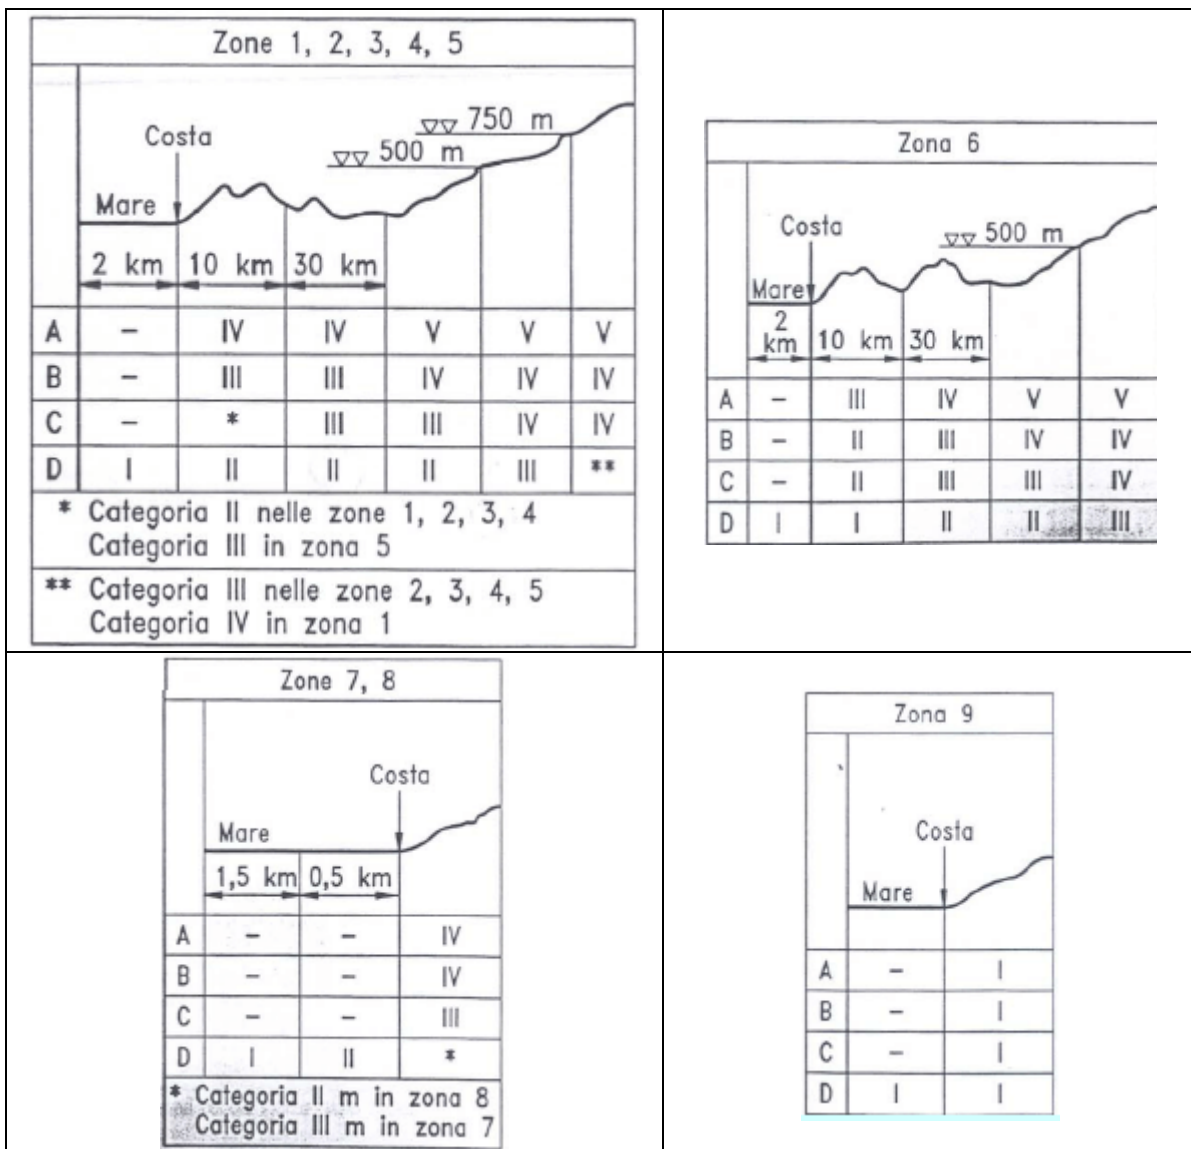 Zone 1, 2, 3, 4, 5
750 m
Costa
500 m
Mare
2 km 10 km 30 km
A – IV IV V V V
B – III III IV IV IV
C – * III III IV IV
D I II II II III **
* Categoria II nelle zone 1, 2, 3, 4
Categoria III in zona 5
** Categoria III nelle zone 2, 3, 4, 5
Categoria IV in zona 1
Zona 6
Costa
500 m
Mare
2 km 10 km 30 km
A – III IV V V
B – II III IV IV
C – II III III IV
D I I II II III
Zone 7, 8
Costa
Mare
1,5 km 0,5 km
A – – IV
B – – IV
C – – III
D I II *
* Categoria II m in zona 8
Categoria III m in zona 7
Zona 9
Costa
Mare
A – I
B – I
C – I
D I I